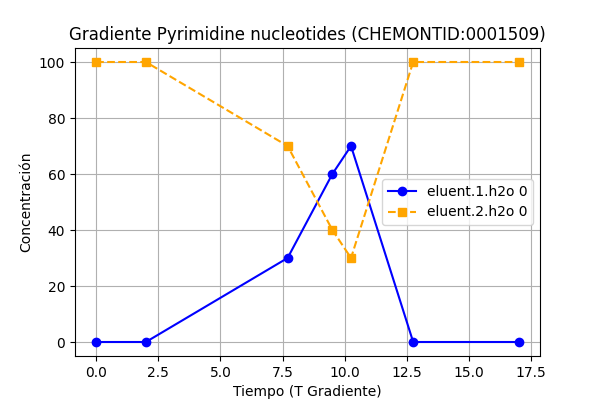 Gradiente Pyrimidine nucleotides (CHEMONTID:0001509)
100
80
60
40
20
0
Concentración
eluent.1.h2o 0
eluent.2.h2o 0
0.0 2.5 5.0 7.5 10.0 12.5 15.0 17.5
Tiempo (T Gradiente)